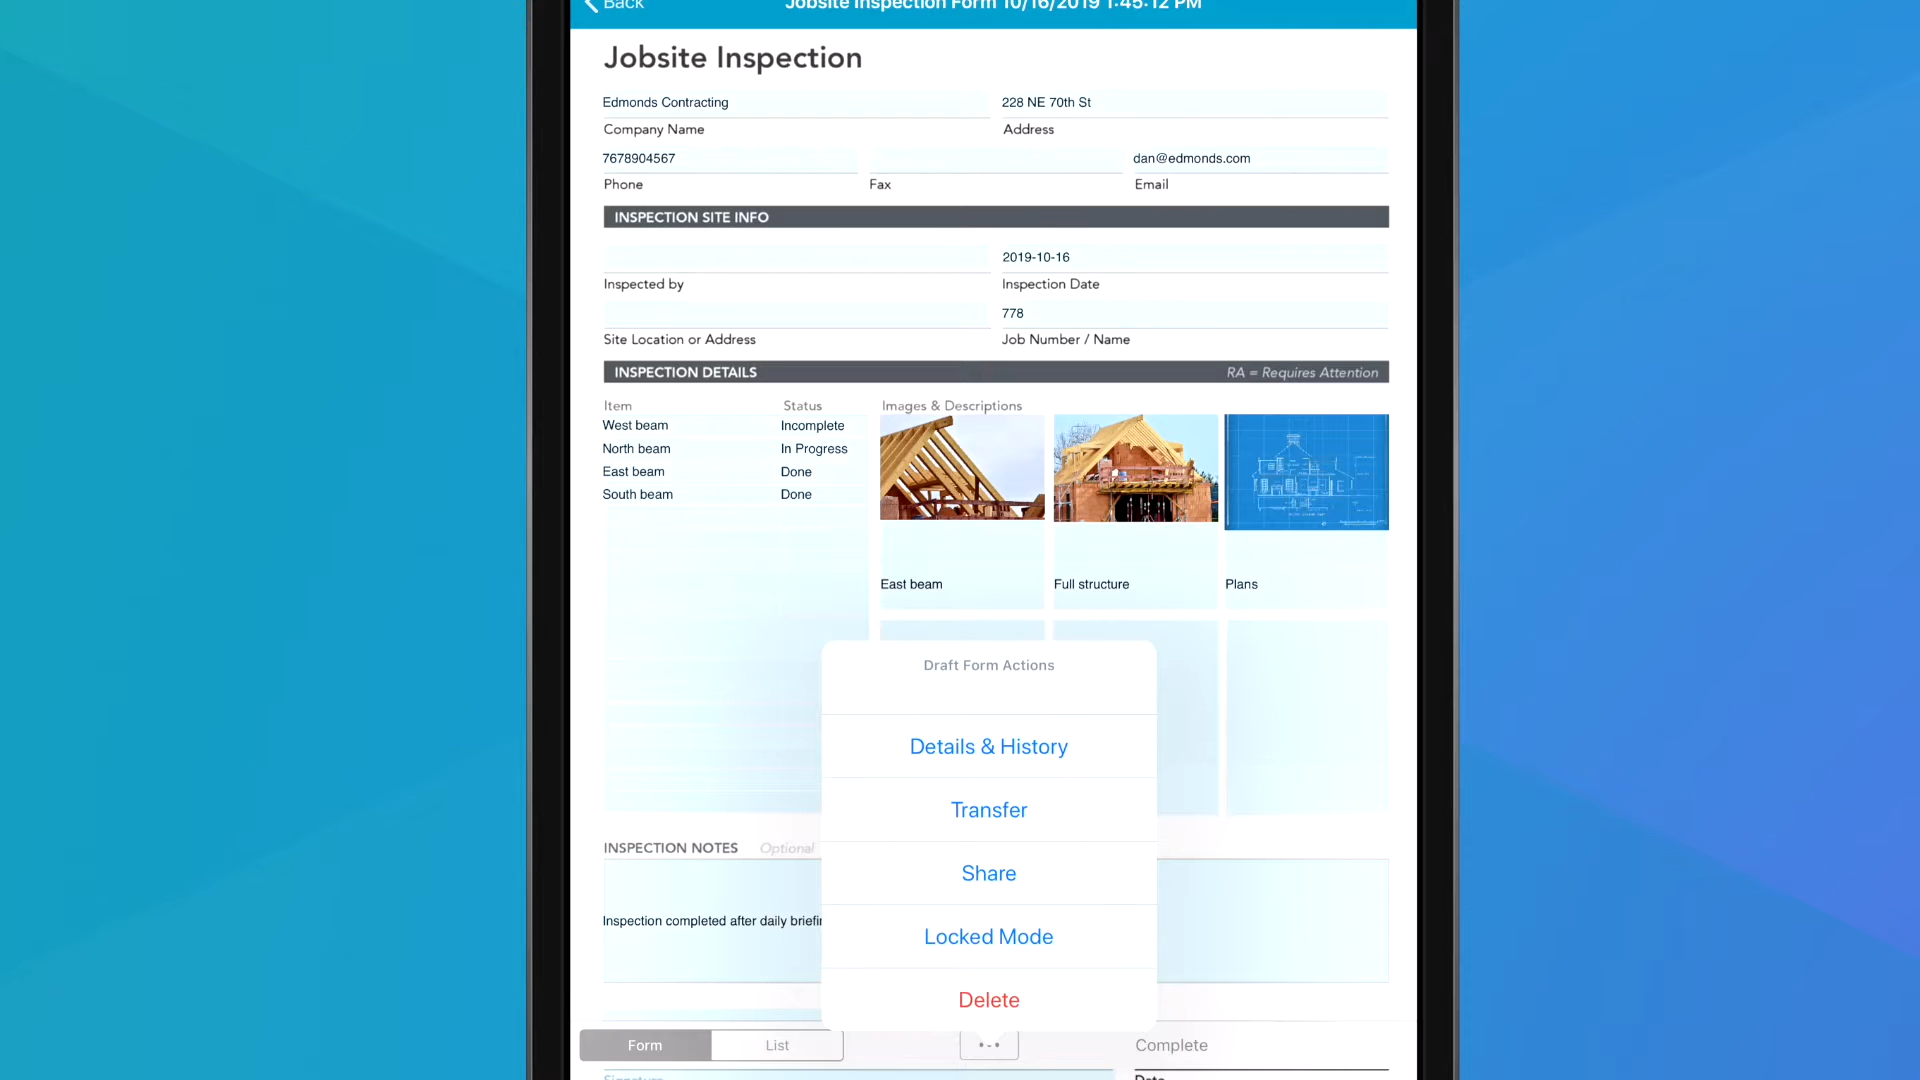 Back
Jobsite Inspection Form 10/16/2019 1:45:12 PM
Jobsite Inspection
Edmonds Contracting
228 NE 70th St
Company Name
Address
7678904567
dan@edmonds.com
Phone
Fax
Email
INSPECTION SITE INFO
2019-10-16
Inspected by
Inspection Date
778
Site Location or Address
Job Number / Name
INSPECTION DETAILS
RA = Requires Attention
Item
Status
Images & Descriptions
West beam
Incomplete
North beam
In Progress
East beam
Done
South beam
Done
East beam
Full structure
Plans
Draft Form Actions
Details & History
Transfer
Share
Locked Mode
Delete
INSPECTION NOTES
Optional
Inspection completed after daily
Form
List
Complete
Signature
Date